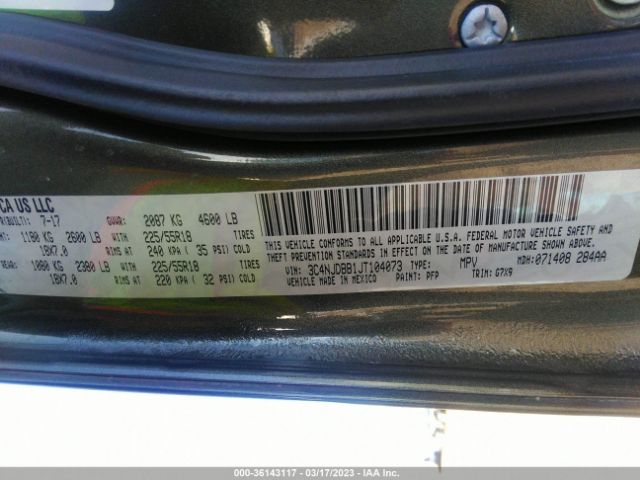 CA US LLC
(BUILT): 7-17 GVWR: 2087 KG 4600 LB
NT: 1180 KG 2600 LB WITH 225/55R18 TIRES
18X7.0 RIMS AT 240 KPA ( 35 PSI) COLD
REAR: 1080 KG 2380 LB WITH 225/55R18 TIRES
18X7.0 RIMS AT 220 KPA ( 32 PSI) COLD
THIS VEHICLE CONFORMS TO ALL APPLICABLE U.S.A. FEDERAL MOTOR VEHICLE SAFETY,
AND THEFT PREVENTION STANDARDS IN EFFECT ON THE DATE OF MANUFACTURE SHOWN ABOVE.
VIN: 3C4NJDBB1JT104073 TYPE: MPV MDH: 071408 284AA
VEHICLE MADE IN MEXICO PAINT: PFP TRIM: G7X9
000-36143117 - 03/17/2023 - IAA Inc.